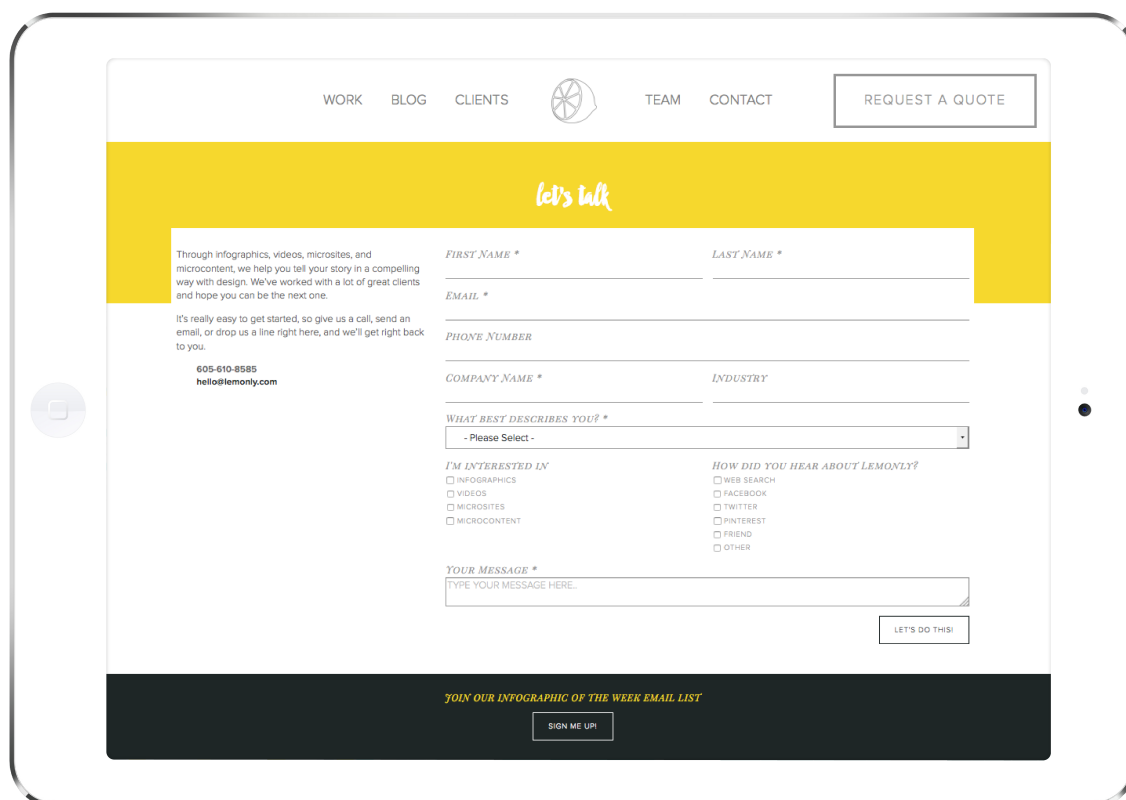 WORK BLOG CLIENTS TEAM CONTACT REQUEST A QUOTE
let's talk
Through infographics, videos, microsites, and
microcontent, we help you tell your story in a compelling
way with design. We've worked with a lot of great clients
and hope you can be the next one.
It's really easy to get started, so give us a call, send an
email, or drop us a line right here, and we'll get right back
to you.
605-610-8585
hello@lemonly.com
First Name * Last Name *
Email *
Phone Number
Company Name * Industry
What best describes you? *
- Please Select -
I'm interested in
INFOGRAPHICS
VIDEOS
MICROSITES
MICROCONTENT
How did you hear about Lemonly?
WEB SEARCH
FACEBOOK
TWITTER
PINTEREST
FRIEND
OTHER
Your Message *
TYPE YOUR MESSAGE HERE..
LET'S DO THIS!
Join our infographic of the week email list
SIGN ME UP!